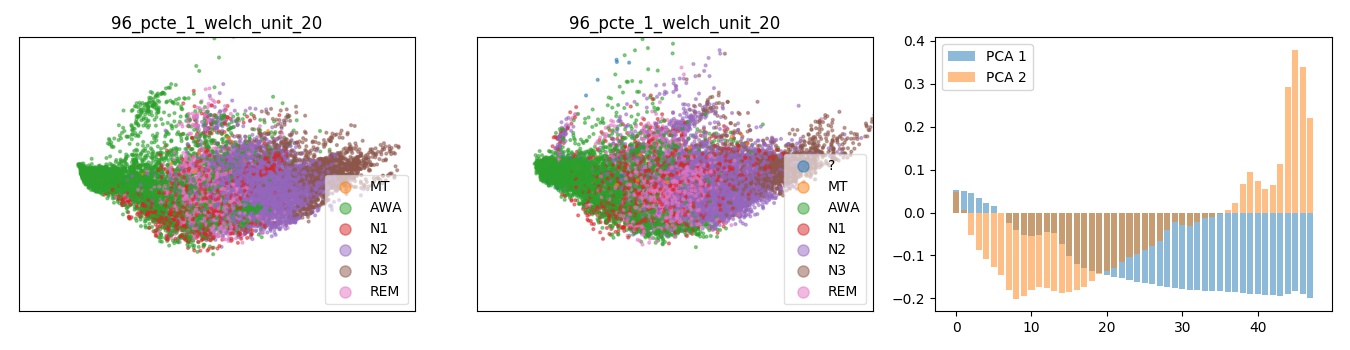 96_pcte_1_welch_unit_20
MT
AWA
N1
N2
N3
REM
96_pcte_1_welch_unit_20
?
MT
AWA
N1
N2
N3
REM
PCA 1
PCA 2
0.4
0.3
0.2
0.1
0.0
−0.1
−0.2
0 10 20 30 40